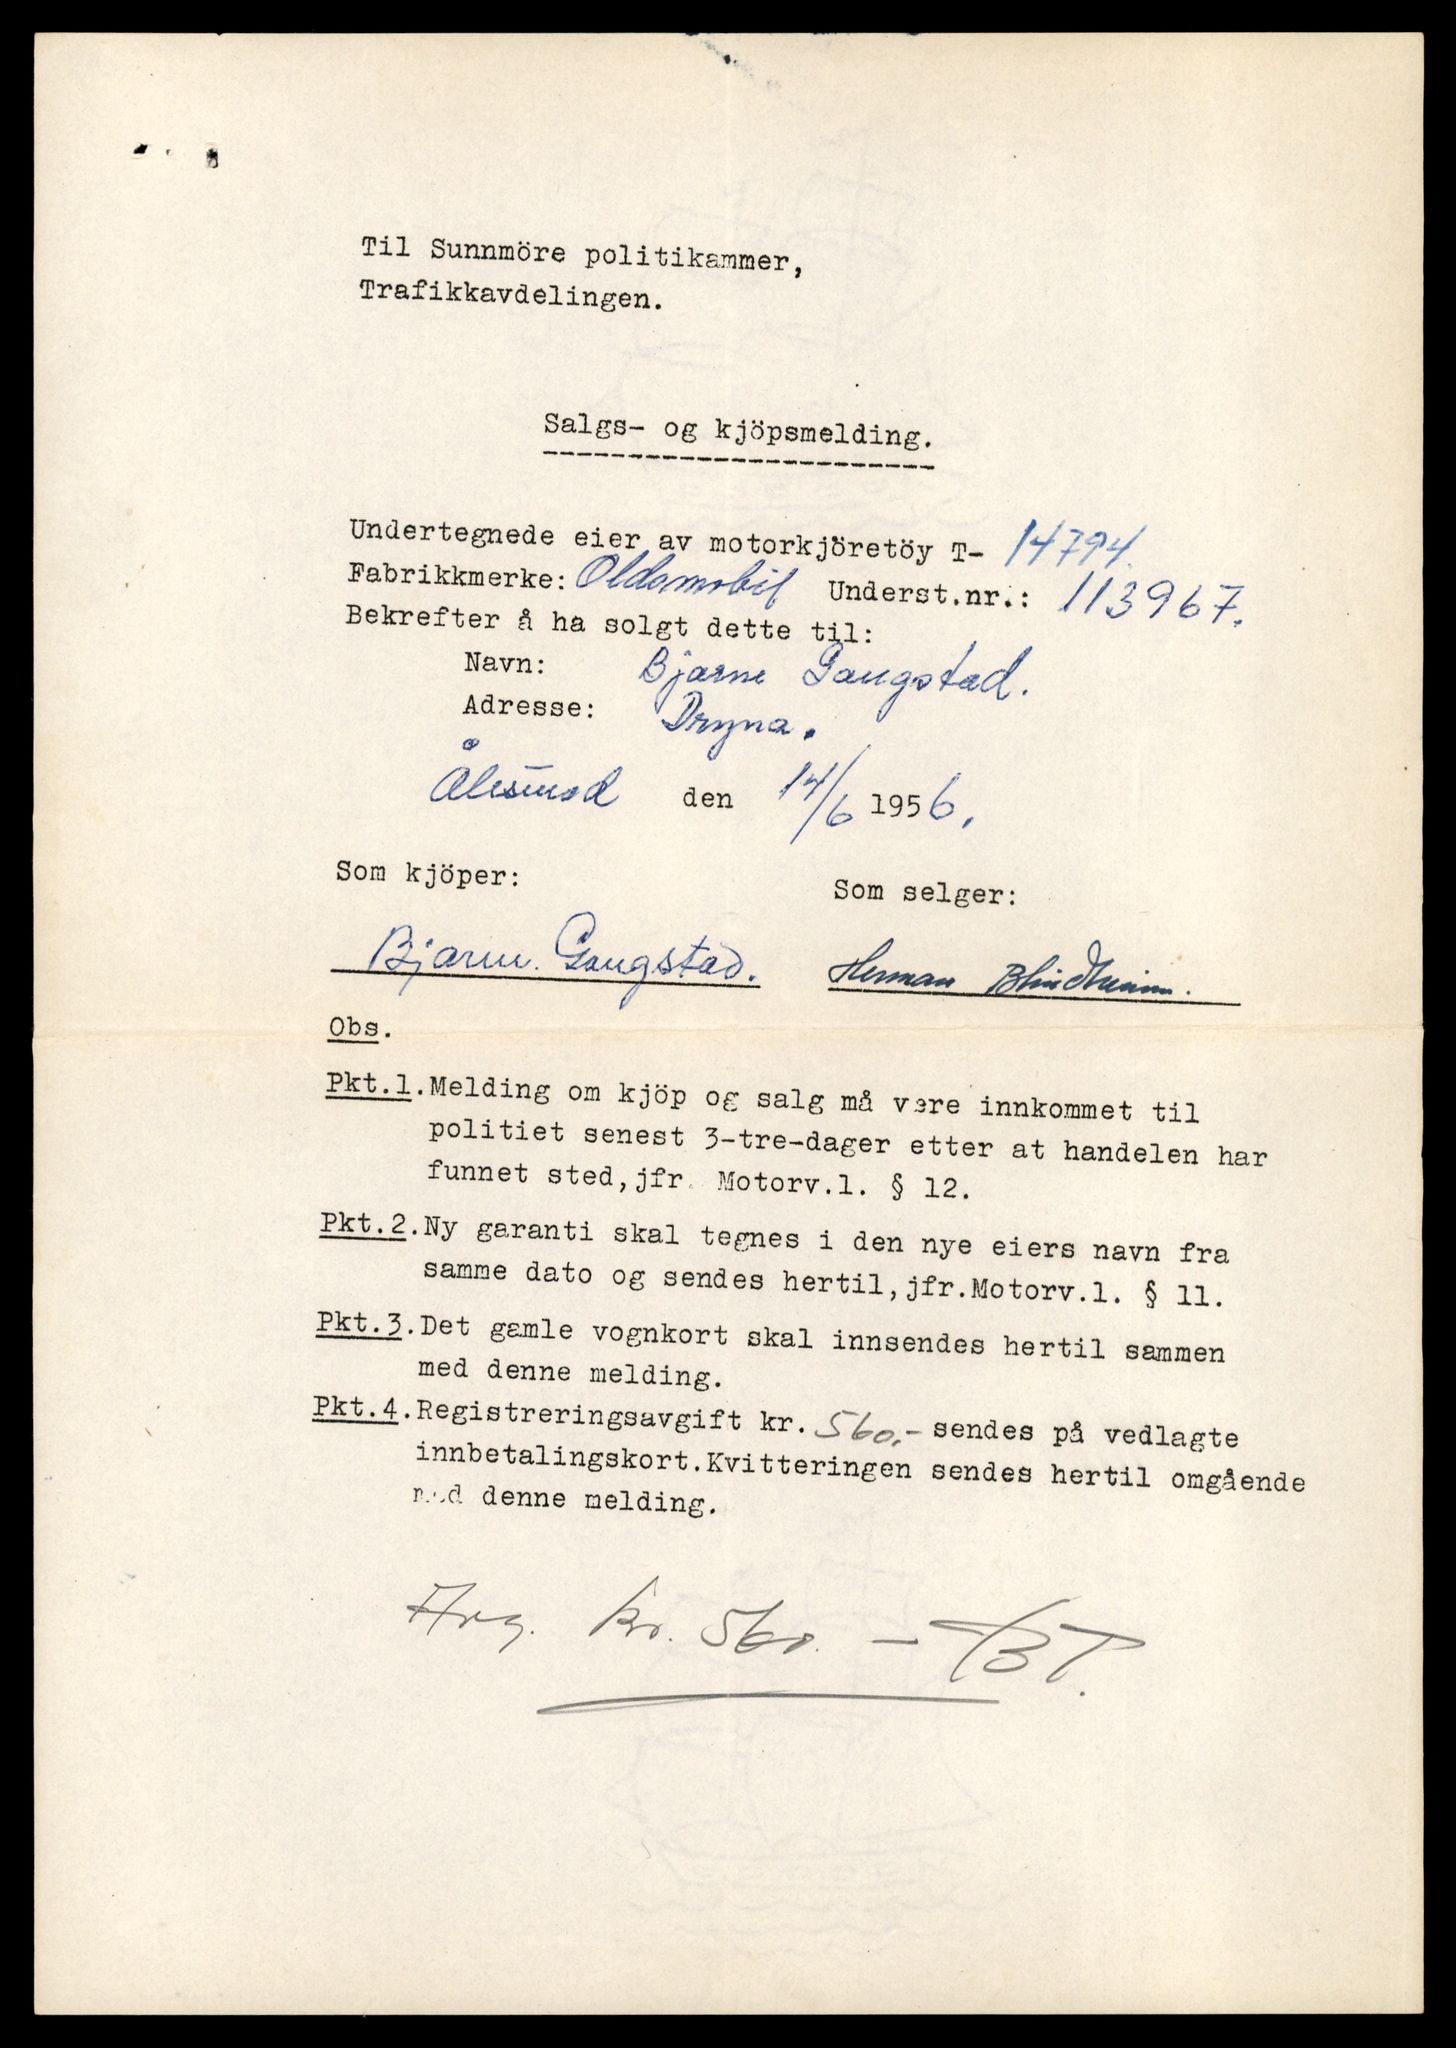 Til Sunnmöre politikammer,
Trafikkavdelingen.
Salgs- og kjöpsmelding.
Undertegnede eier av motorkjöretöy T- 14794.
Fabrikkmerke: Oldsmobil Underst.nr.: 113967.
Bekrefter å ha solgt dette til:
Navn: Bjarne Gangstad.
Adresse: Dryna.
Ålesund den 14/6 1956.
Som kjöper: Som selger:
Bjarne Gangstad. Herman Blindheim.
Obs.
Pkt.1. Melding om kjöp og salg må være innkommet til
politiet senest 3-tre-dager etter at handelen har
funnet sted, jfr. Motorv.l. § 12.
Pkt.2. Ny garanti skal tegnes i den nye eiers navn fra
samme dato og sendes hertil, jfr.Motorv.l. § 11.
Pkt.3. Det gamle vognkort skal innsendes hertil sammen
med denne melding.
Pkt.4. Registreringsavgift kr. 560,- sendes på vedlagte
innbetalingskort.Kvitteringen sendes hertil omgående
med denne melding.
kr. 560. —